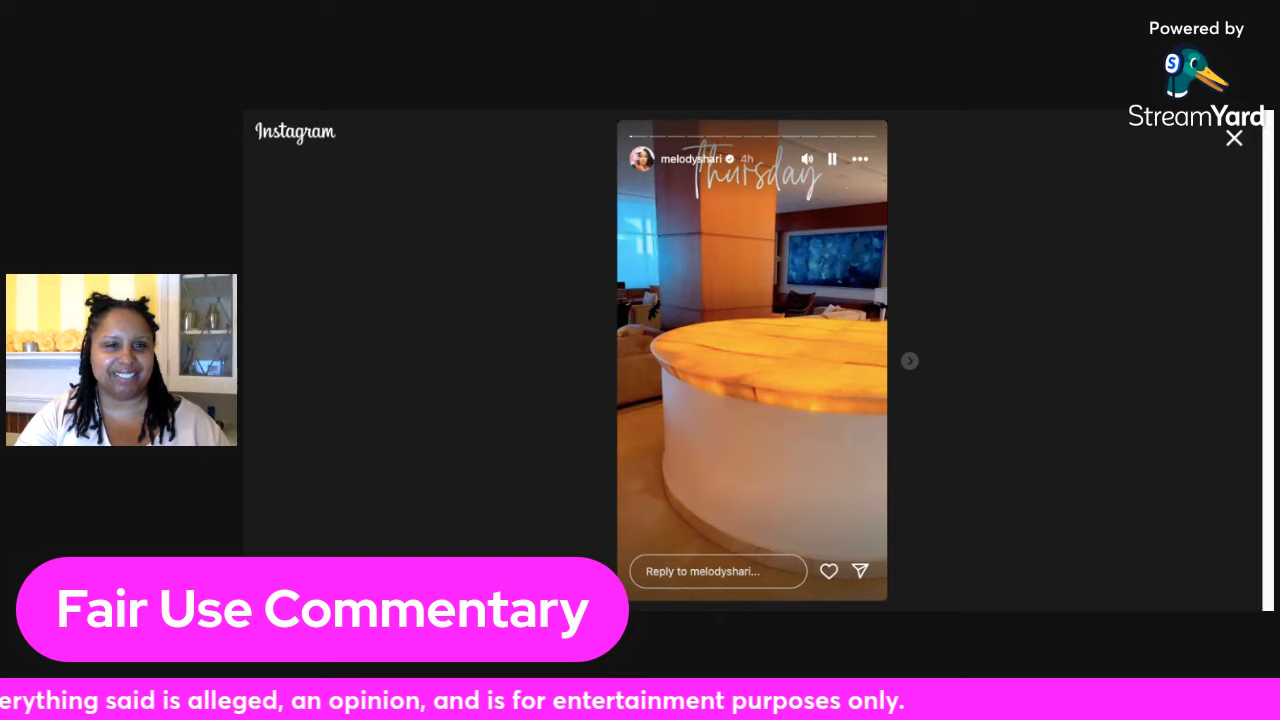 Powered by
StreamYard
Instagram
melodyshari 4h
Thursday
Reply to melodyshari...
Fair Use Commentary
erything said is alleged, an opinion, and is for entertainment purposes only.